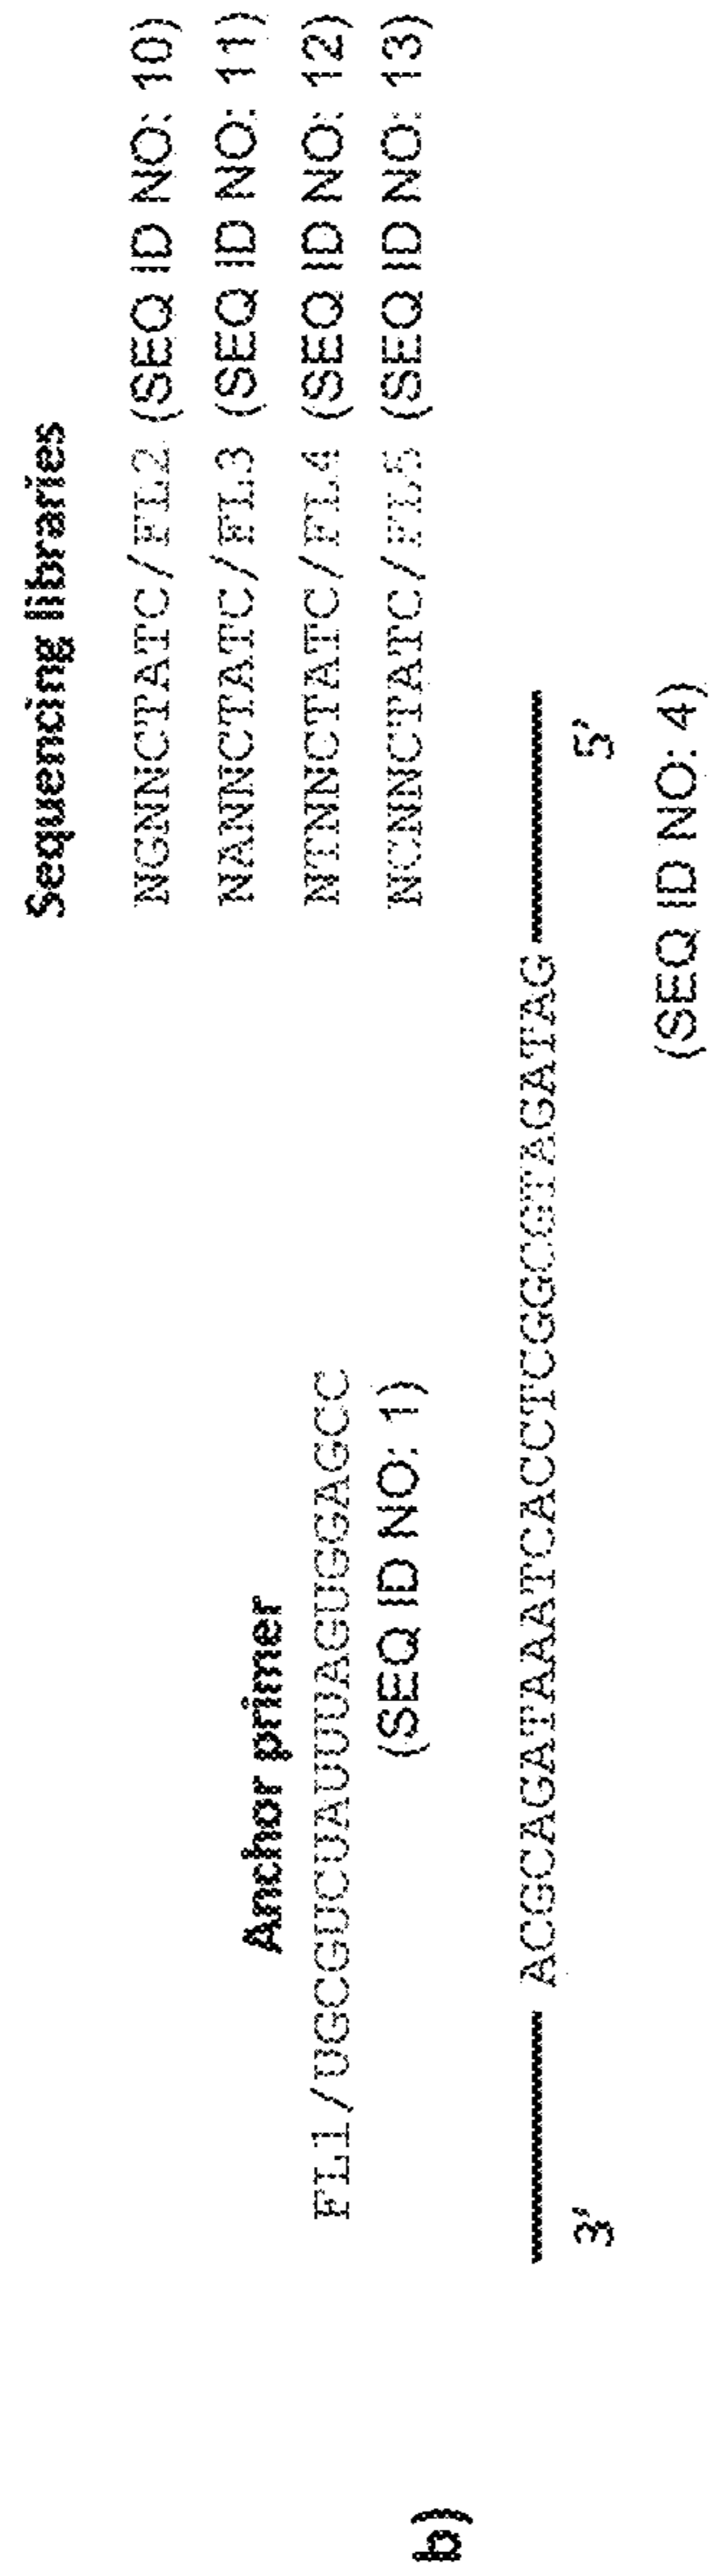 b)
Sequencing libraries
NGNNCTATC/FL2 (SEQ ID NO: 10)
NANNCTATC/FL3 (SEQ ID NO: 11)
NTNNCTATC/FL4 (SEQ ID NO: 12)
NCNNCTATC/FL5 (SEQ ID NO: 13)
Anchor primer
FL1/UGCGUCUAUUUAGUGGAGCC
(SEQ ID NO: 1)
ACGCAGATAAATCACCTCGGCGTAGATAG
3’ 5’
(SEQ ID NO: 4)